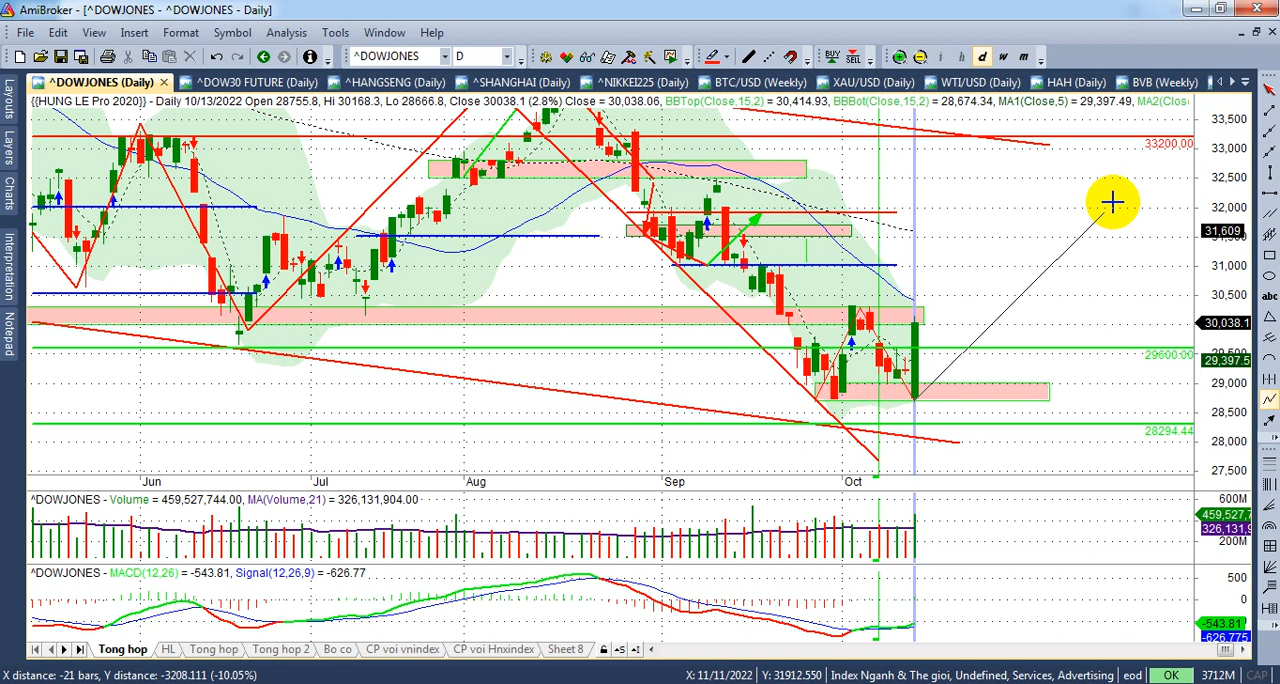 AmiBroker - [^DOWJONES - ^DOWJONES - Daily]
File Edit View Insert Format Symbol Analysis Tools Window Help
^DOWJONES D BUY SELL i h d w m
^DOWJONES (Daily) ^DOW30 FUTURE (Daily) ^HANGSENG (Daily) ^SHANGHAI (Daily) ^NIKKEI225 (Daily) BTC/USD (Weekly) XAU/USD (Daily) WTI/USD (Daily) HAH (Daily) BVB (Weekly)
{{HUNG LE Pro 2020}} - Daily 10/13/2022 Open 28755.8, Hi 30168.3, Lo 28666.8, Close 30038.1 (2.8%) Close = 30,038.06, BBTop(Close,15,2) = 30,414.93, BBBot(Close,15,2) = 28,674.34, MA1(Close,5) = 29,397.49, MA2(Close
Layouts
Layers
Charts
Interpretation
Notepad
abc
33,500
33200.00
33,000
32,500
32,000
31,609
31,000
30,500
30,038.1
29600.00
29,397.5
29,000
28,500
28294.44
28,000
27,500
Jun Jul Aug Sep Oct
^DOWJONES - Volume = 459,527,744.00, MA(Volume,21) = 326,131,904.00
600M
459,527,7
326,131,9
200M
^DOWJONES - MACD(12,26) = -543.81, Signal(12,26,9) = -626.77
500
0
-543.81
-626.775
Tong hop HL Tong hop Tong hop 2 Bo co CP voi vnindex CP voi Hnxindex Sheet 8
X distance: -21 bars, Y distance: -3208.111 (-10.05%) X: 11/11/2022 Y: 31912.550 Index Nganh & The gioi, Undefined, Services, Advertising eod OK 3712M CAP